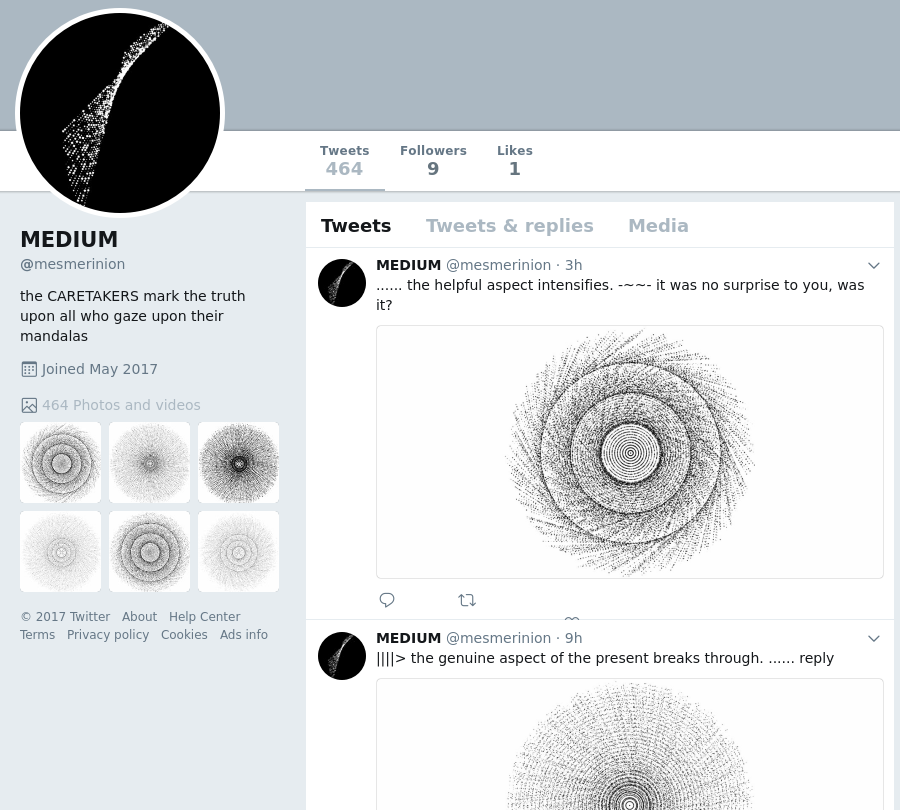 Tweets Followers Likes
464 9 1
MEDIUM
@mesmerinion
the CARETAKERS mark the truth
upon all who gaze upon their
mandalas
Joined May 2017
464 Photos and videos
© 2017 Twitter About Help Center
Terms Privacy policy Cookies Ads info
Tweets Tweets & replies Media
MEDIUM @mesmerinion · 3h
...... the helpful aspect intensifies. -~~- it was no surprise to you, was
it?
MEDIUM @mesmerinion · 9h
||||> the genuine aspect of the present breaks through. ...... reply